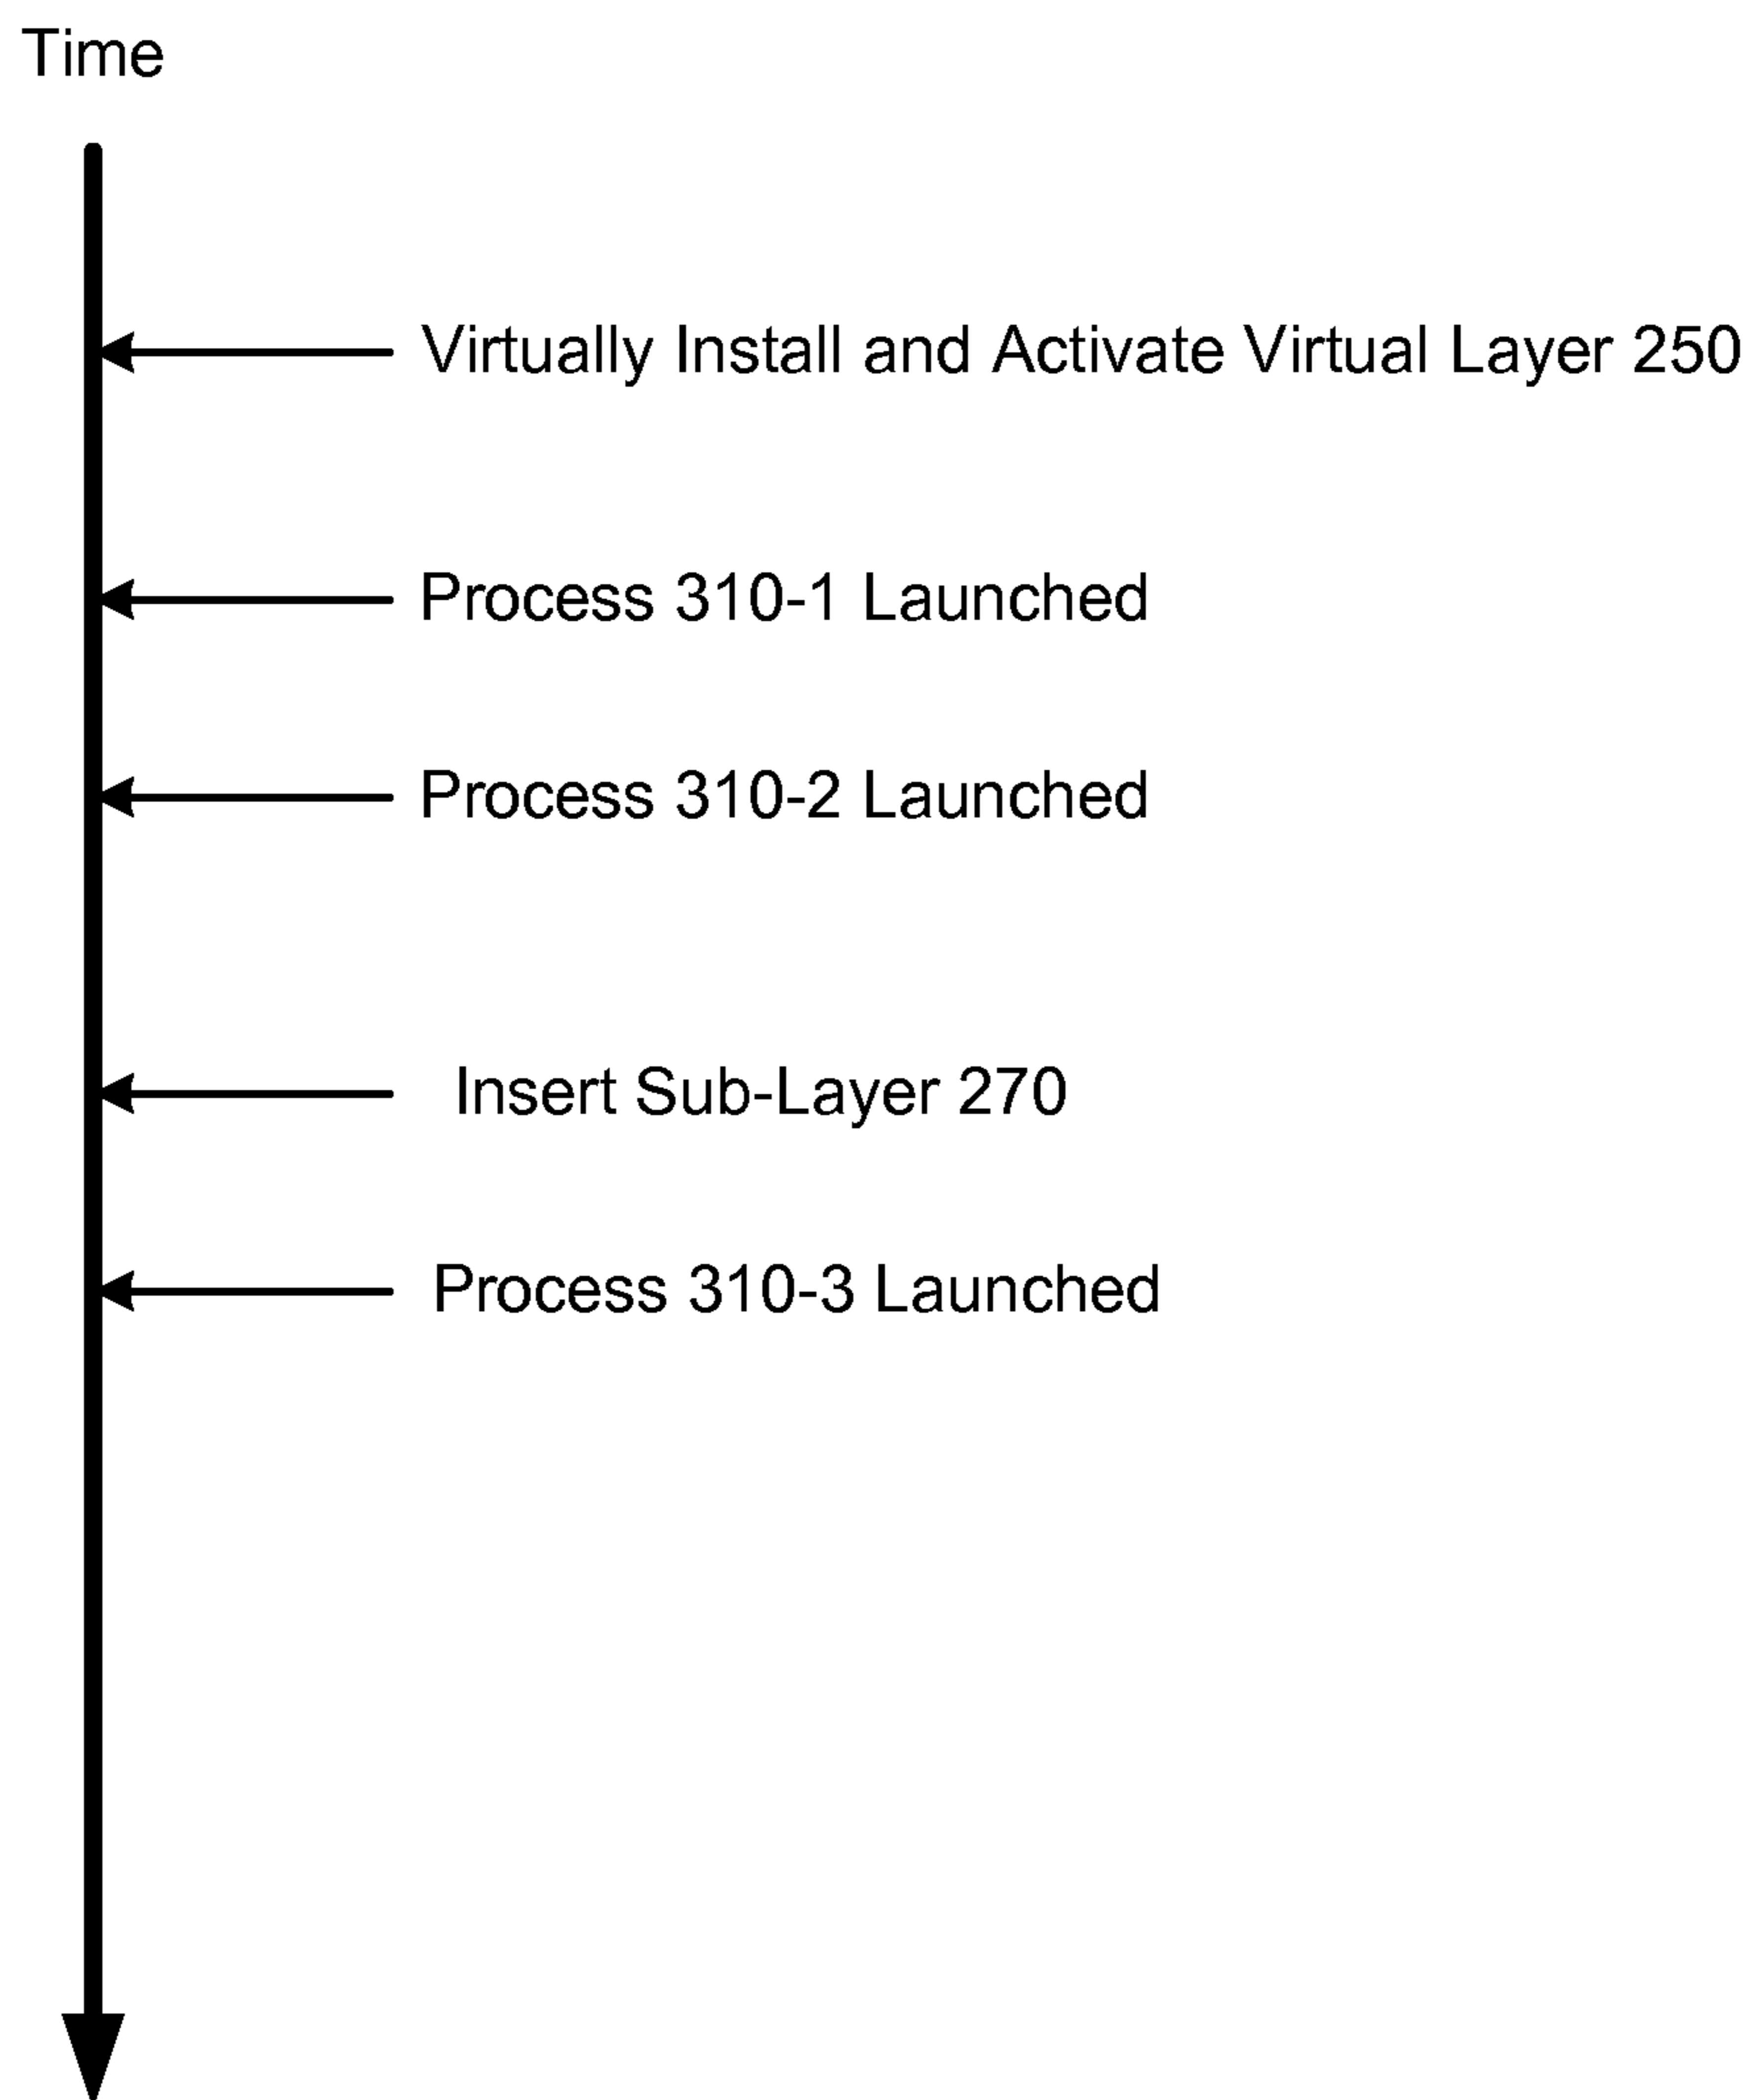 Time
Virtually Install and Activate Virtual Layer 250
Process 310-1 Launched
Process 310-2 Launched
Insert Sub-Layer 270
Process 310-3 Launched